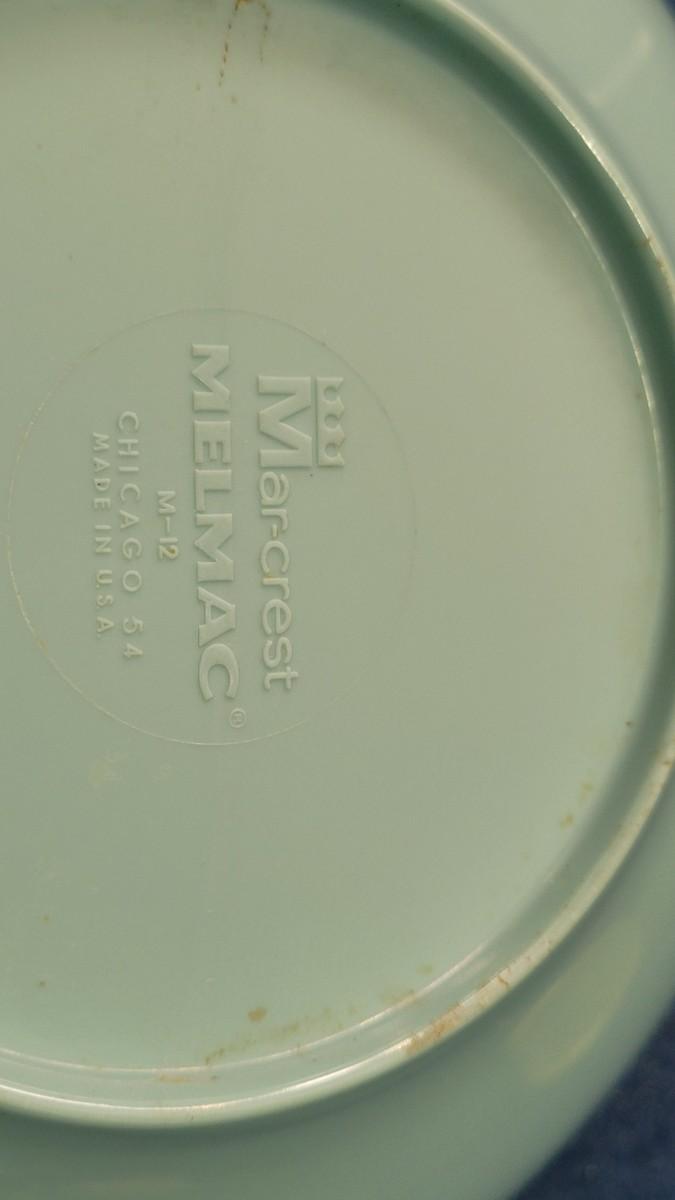 Mar-crest
MELMAC®
M-12
CHICAGO 54
MADE IN U.S.A.